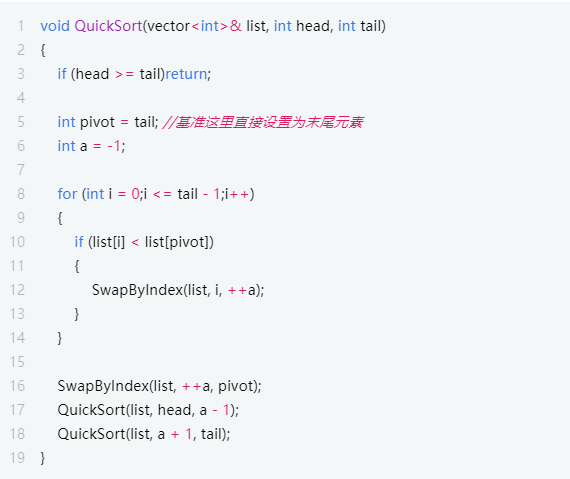 1 void QuickSort(vector<int>& list, int head, int tail)
2 {
3 if (head >= tail)return;
4
5 int pivot = tail; //基准这里直接设置为末尾元素
6 int a = -1;
7
8 for (int i = 0;i <= tail - 1;i++)
9 {
10 if (list[i] < list[pivot])
11 {
12 SwapByIndex(list, i, ++a);
13 }
14 }
15
16 SwapByIndex(list, ++a, pivot);
17 QuickSort(list, head, a - 1);
18 QuickSort(list, a + 1, tail);
19 }